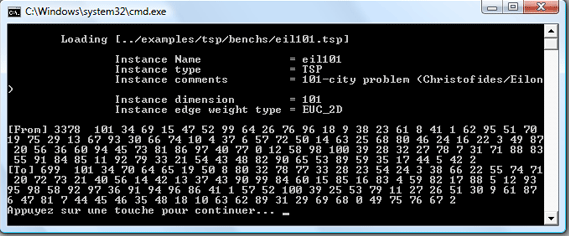 C:\Windows\system32\cmd.exe
Loading [../examples/tsp/benchs/eil101.tsp]
Instance Name = eil101
Instance type = TSP
Instance comments = 101-city problem (Christofides/Eilon
)
Instance dimension = 101
Instance edge weight type = EUC_2D
[From] 3378 101 34 69 15 47 52 99 64 26 76 96 18 9 38 23 61 8 41 1 62 95 51 70
19 75 29 13 67 93 30 66 74 10 4 37 6 57 72 50 14 63 25 68 80 46 24 16 22 3 49 87
20 56 36 60 94 45 73 81 86 97 40 77 0 12 58 98 100 39 28 32 27 78 7 31 71 88 83
55 91 84 85 11 92 79 33 21 54 43 48 82 90 65 53 89 59 35 17 44 5 42 2
[To] 699 101 34 70 64 65 19 50 8 80 32 78 77 33 28 23 54 24 3 38 66 22 55 74 71
20 72 73 21 40 56 14 42 13 37 43 90 99 84 60 15 85 16 83 4 59 82 17 88 5 12 93
95 98 58 92 97 36 91 94 96 86 41 1 57 52 100 39 25 53 79 11 27 26 51 30 9 61 87
6 47 81 7 44 45 46 35 48 18 10 63 62 89 31 29 69 68 0 49 75 76 67 2
Appuyez sur une touche pour continuer... _